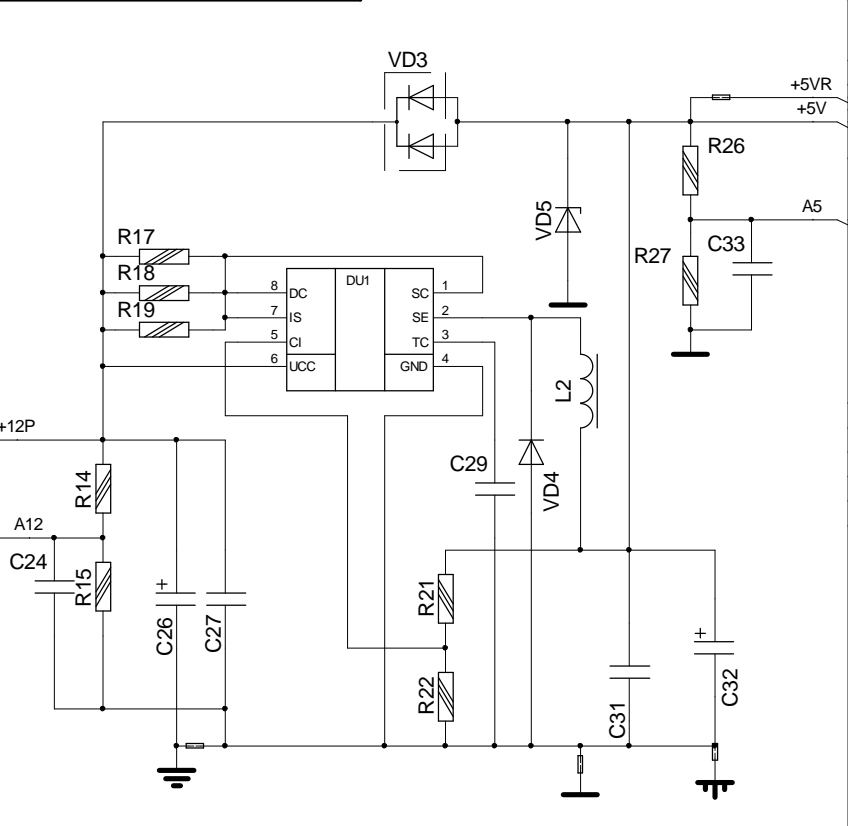 VD3
+5VR
+5V
R26
VD5
A5
R17
R27
C33
R18
R19
8
DC
DU1
SC
1
7
IS
SE
2
5
CI
TC
3
6
UCC
GND
4
L2
+12P
R14
C29
VD4
A12
C24
R15
R21
+
C26
C27
R22
+
C31
C32